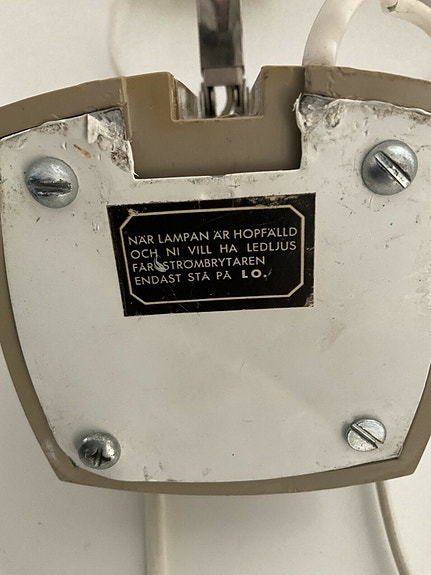 NÄR LAMPAN ÄR HOPFÄLLD
OCH NI VILL HA LEDLJUS
FÅR STRÖMBRYTAREN
ENDAST STÅ PÅ LO.